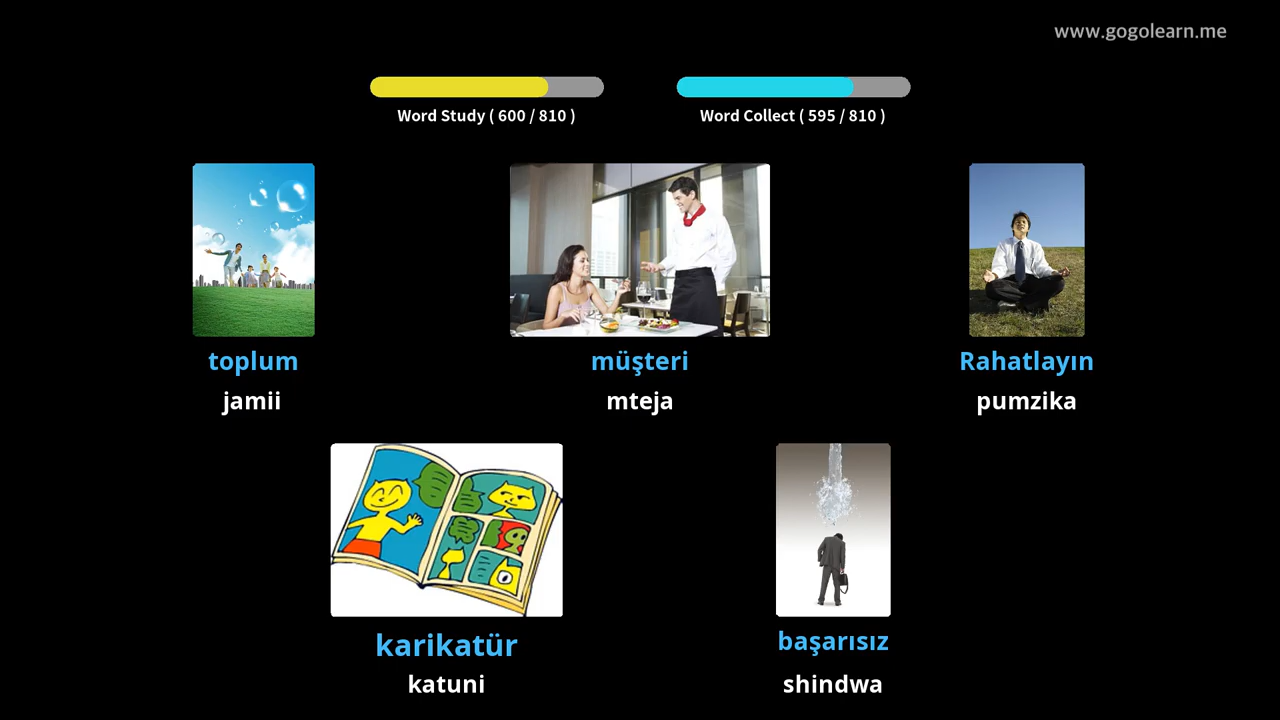 www.gogolearn.me
Word Study ( 600 / 810 )
Word Collect ( 595 / 810 )
toplum
müşteri
Rahatlayın
jamii
mteja
pumzika
karikatür
başarısız
katuni
shindwa